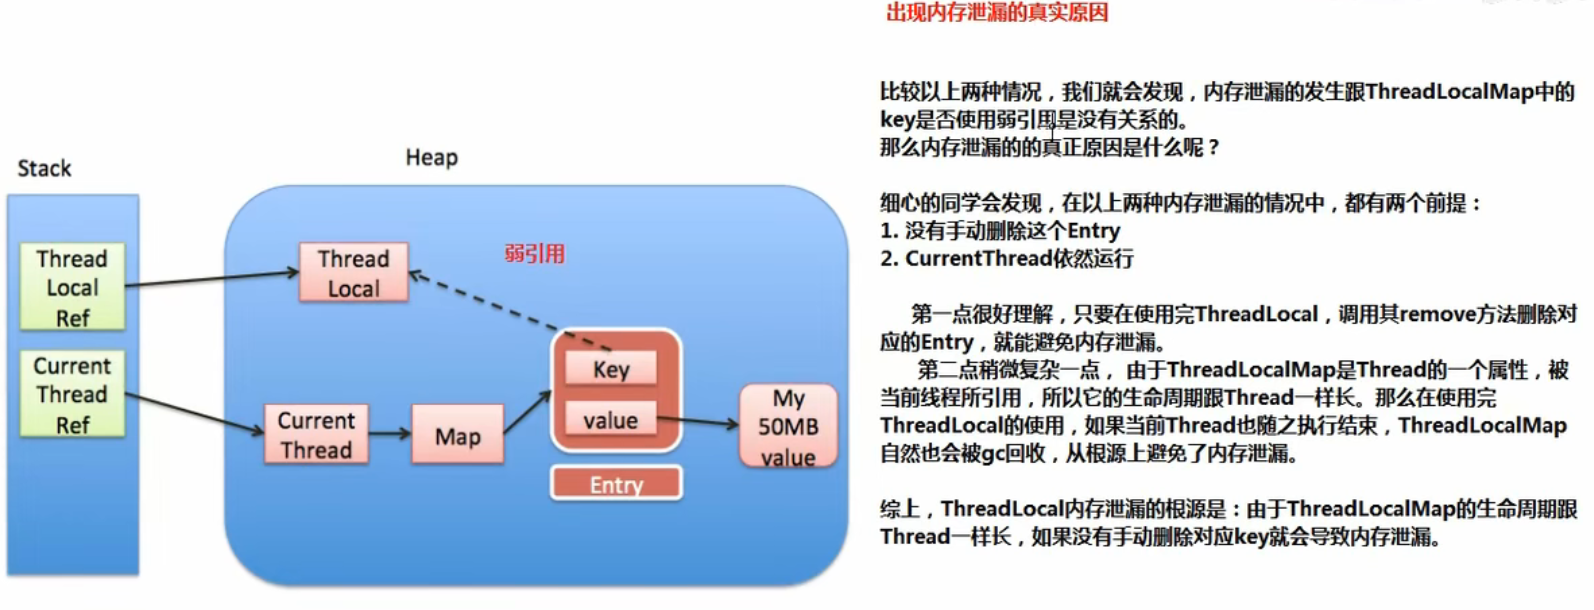 出现内存泄漏的真实原因
比较以上两种情况，我们就会发现，内存泄漏的发生跟ThreadLocalMap中的
key是否使用弱引用是没有关系的。
那么内存泄漏的的真正原因是什么呢？
细心的同学会发现，在以上两种内存泄漏的情况中，都有两个前提：
1. 没有手动删除这个Entry
2. CurrentThread依然运行
第一点很好理解，只要在使用完ThreadLocal，调用其remove方法删除对
应的Entry，就能避免内存泄漏。
第二点稍微复杂一点， 由于ThreadLocalMap是Thread的一个属性，被
当前线程所引用，所以它的生命周期跟Thread一样长。那么在使用完
ThreadLocal的使用，如果当前Thread也随之执行结束，ThreadLocalMap
自然也会被gc回收，从根源上避免了内存泄漏。
综上，ThreadLocal内存泄漏的根源是：由于ThreadLocalMap的生命周期跟
Thread一样长，如果没有手动删除对应key就会导致内存泄漏。
Stack
Heap
Thread
Local
Ref
Current
Thread
Ref
Thread
Local
弱引用
Current
Thread
Map
Key
value
Entry
My
50MB
value